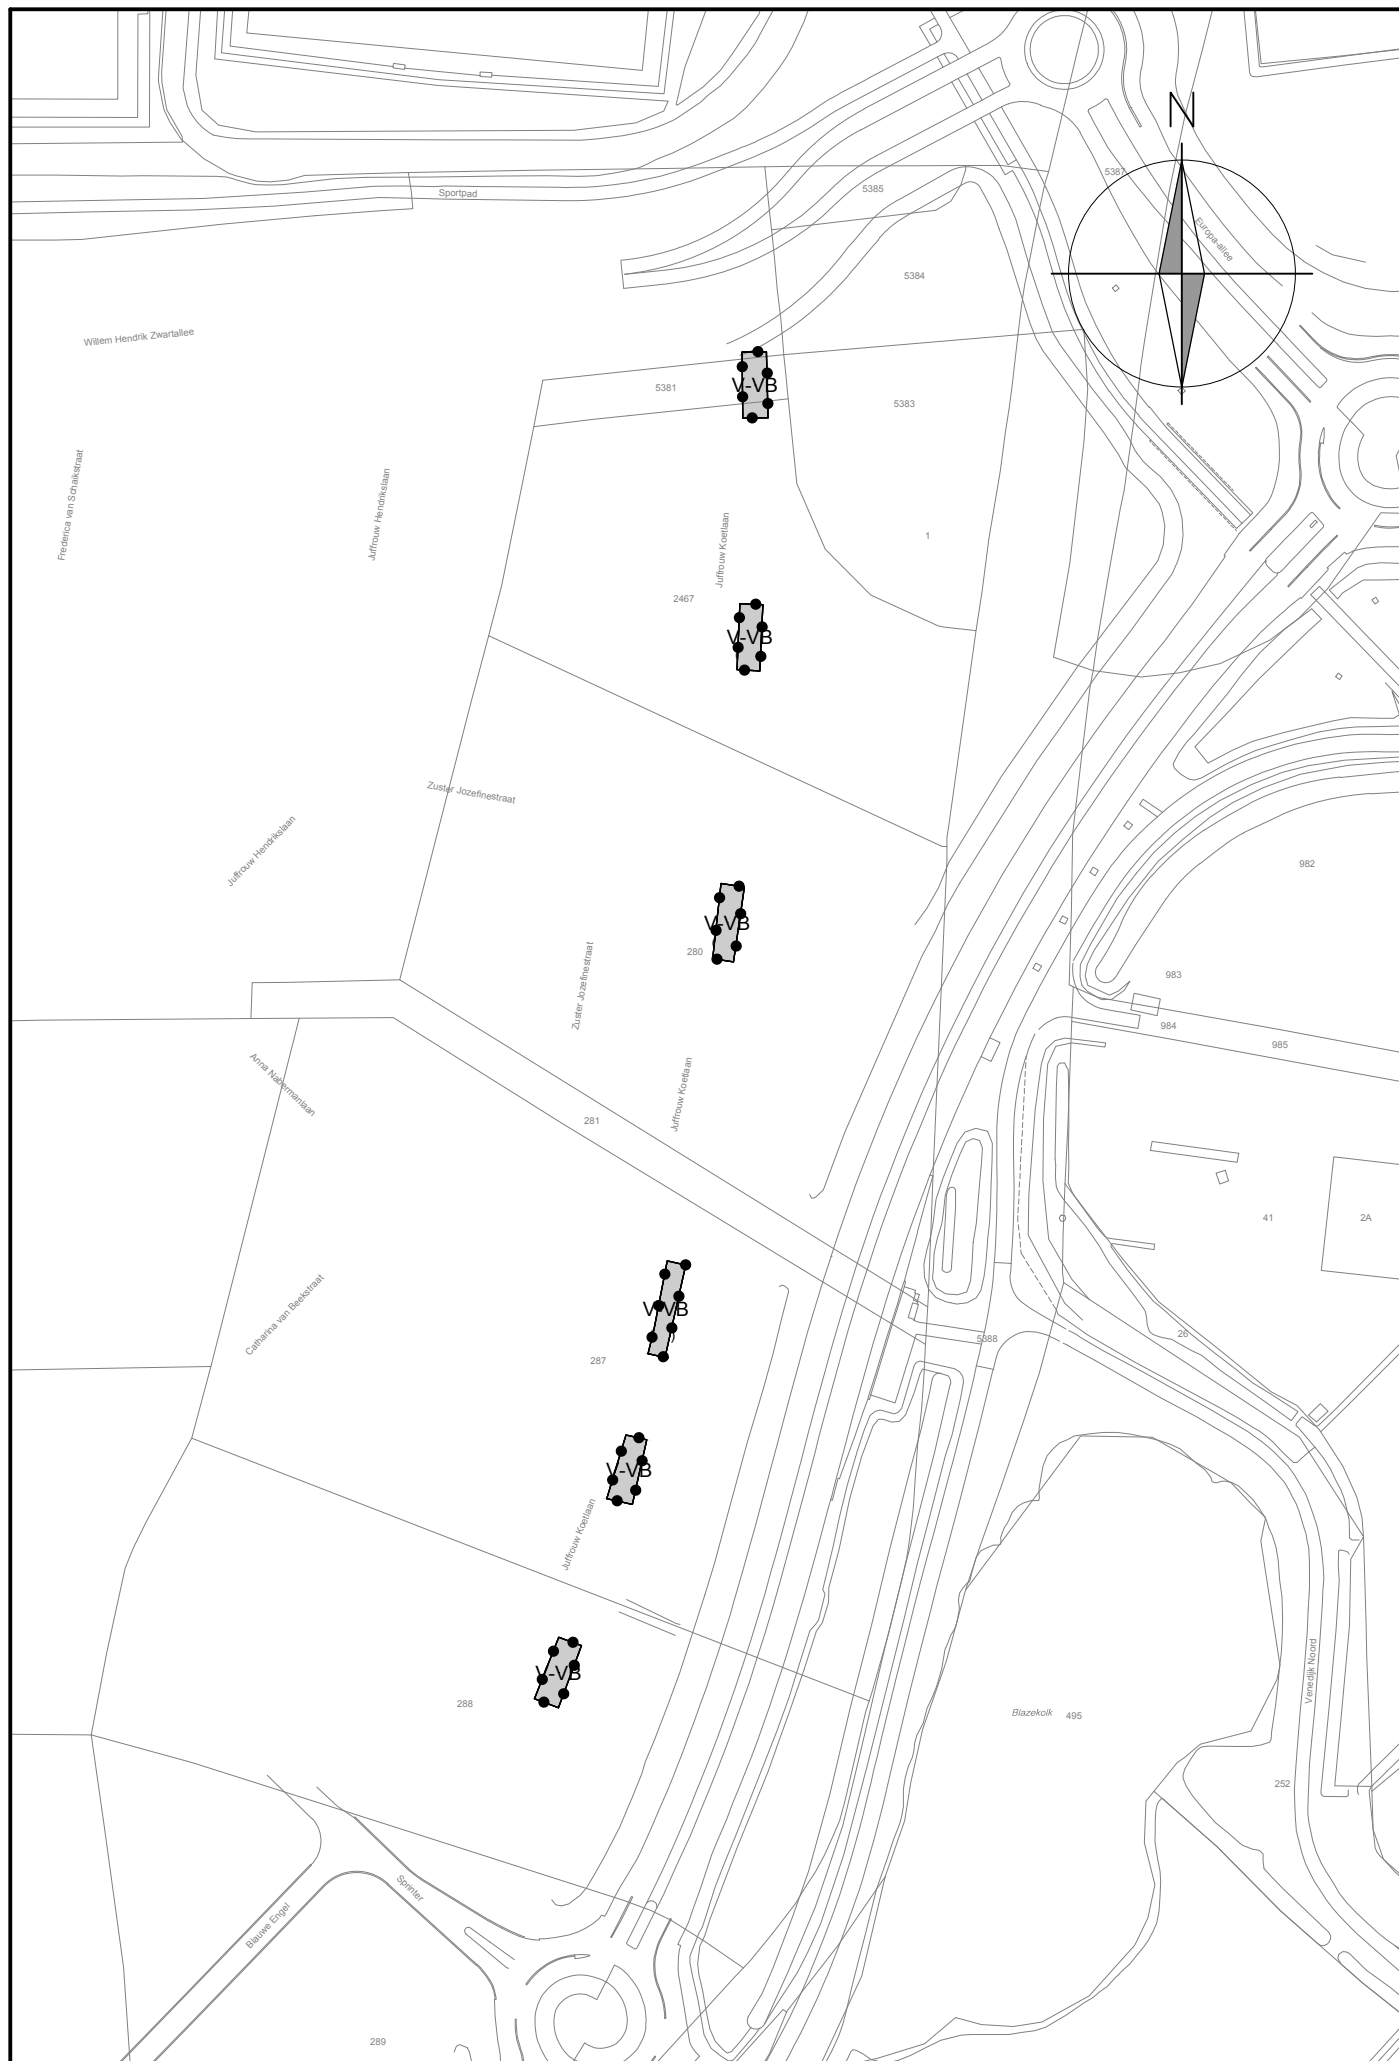 N
5387
Sportpad
5385
Europa-allee
5384
Willem Hendrik Zwartallee
5381
V-VB
5383
Frederica van Schaikstraat
Juffrouw Hendrikslaan
Juffrouw Koetlaan
1
2467
V-VB
Zuster Jozefinestraat
Juffrouw Hendrikslaan
982
V-VB
280
Zuster Jozefinestraat
983
984
985
Anna Nabermanlaan
Juffrouw Koetlaan
281
41
2A
Catharina van Beekstraat
V-VB
26
5388
287
V-VB
Juffrouw Koetlaan
V-VB
Venedijk Noord
288
Blazekolk
495
252
Sprinter
Blauwe Engel
289